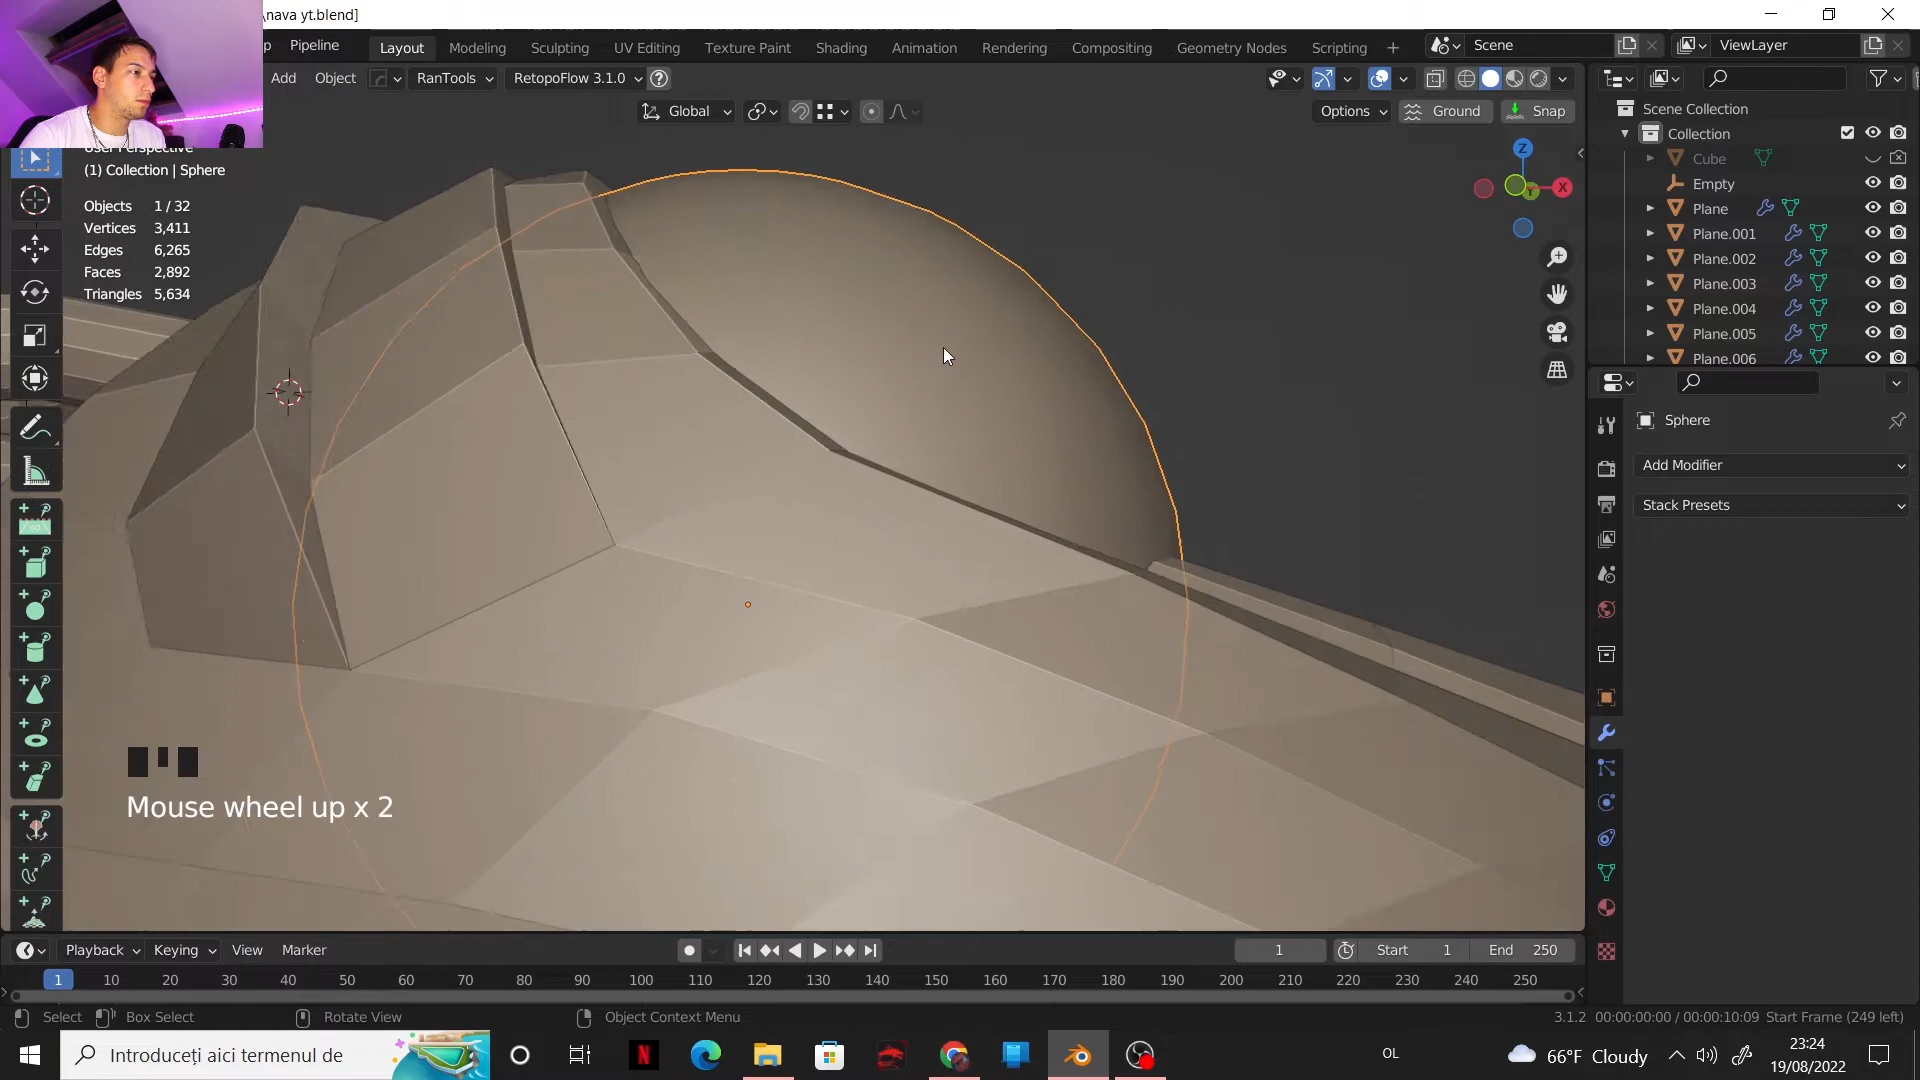 \nava yt.blend]
p Pipeline Layout Modeling Sculpting UV Editing Texture Paint Shading Animation Rendering Compositing Geometry Nodes Scripting + Scene ViewLayer
Add Object RanTools RetopoFlow 3.1.0
Global Options Ground Snap
(1) Collection | Sphere
Objects 1 / 32
Vertices 3,411
Edges 6,265
Faces 2,892
Triangles 5,634
Z
X
Y
Scene Collection
Collection
Cube
Empty
Plane
Plane.001
Plane.002
Plane.003
Plane.004
Plane.005
Plane.006
Sphere
Add Modifier
Stack Presets
Mouse wheel up x 2
Playback Keying View Marker 1 Start 1 End 250
1 10 20 30 40 50 60 70 80 90 100 110 120 130 140 150 160 170 180 190 200 210 220 230 240 250
Select Box Select Rotate View Object Context Menu 3.1.2 00:00:00:00 / 00:00:10:09 Start Frame (249 left)
Introduceți aici termenul de N OL 66°F Cloudy 23:24
19/08/2022